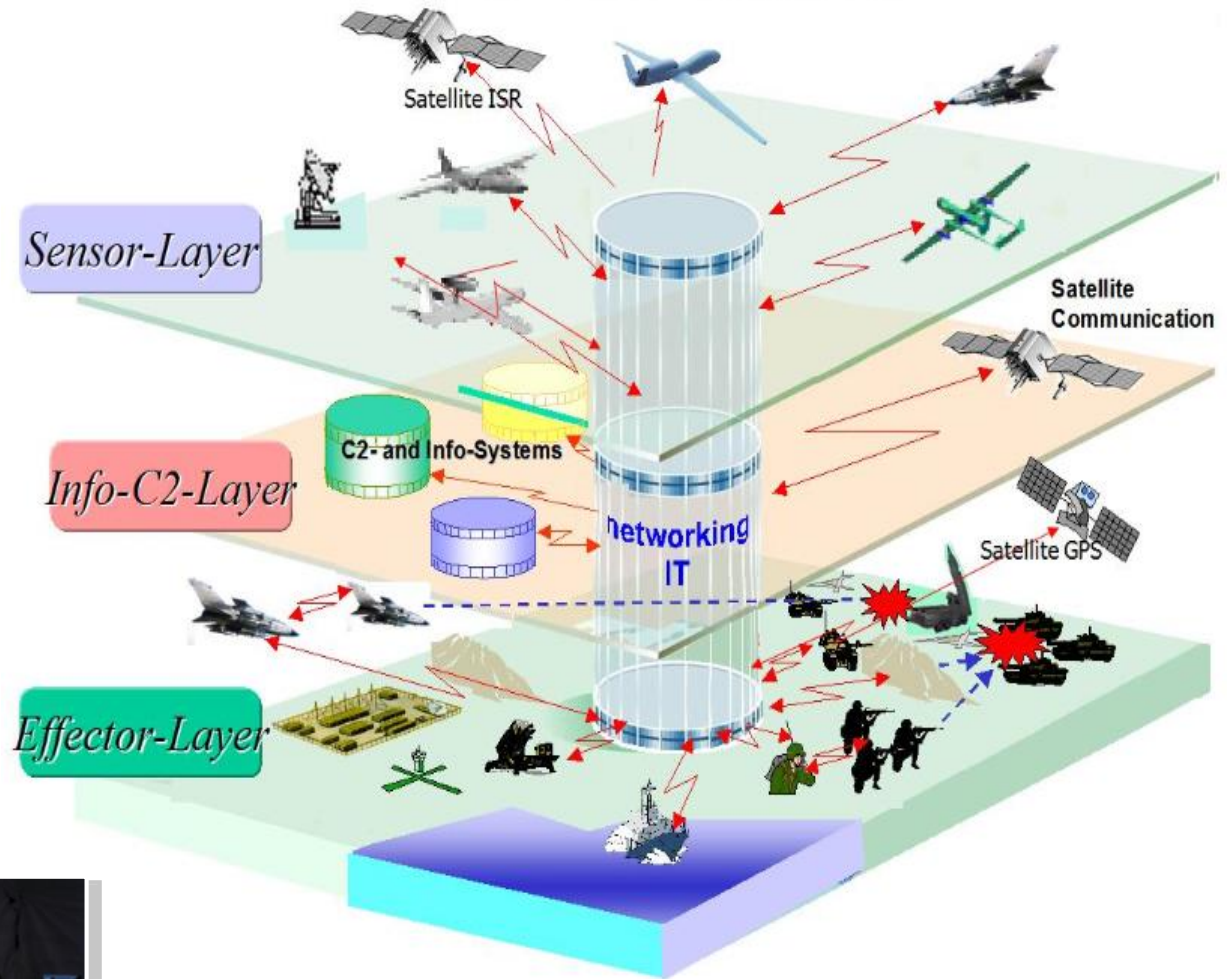 Satellite ISR
Sensor-Layer
Satellite
Communication
C2- and Info-Systems
Info-C2-Layer
networking
IT
Satellite GPS
Effector-Layer